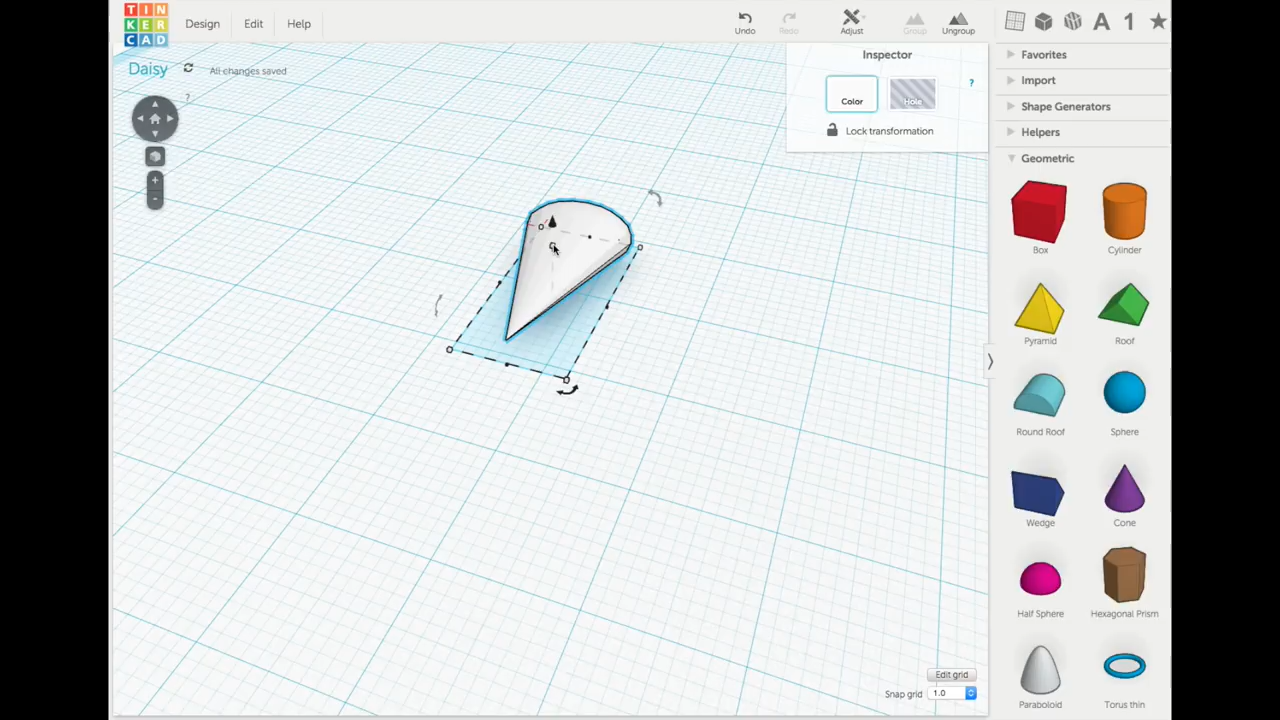 TIN
KER
CAD
Design
Edit
Help
Undo
Redo
Adjust
Group
Ungroup
A
1
Daisy
All changes saved
?
Inspector
Color
Hole
?
Lock transformation
Favorites
Import
Shape Generators
Helpers
Geometric
Box
Cylinder
Pyramid
Roof
Round Roof
Sphere
Wedge
Cone
Half Sphere
Hexagonal Prism
Paraboloid
Torus thin
+
-
Edit grid
Snap grid 1.0